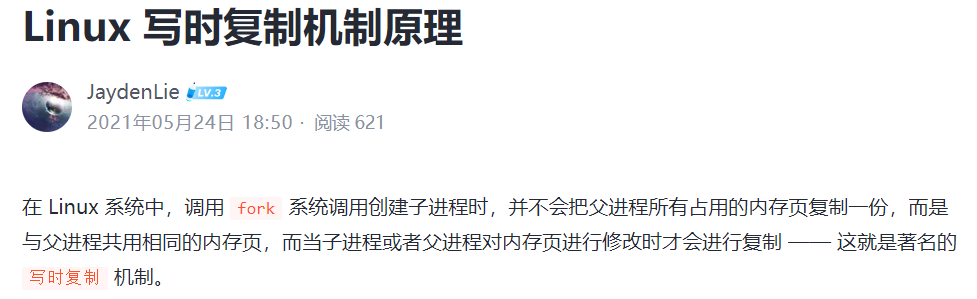 Linux 写时复制机制原理
JaydenLie LV.3
2021年05月24日 18:50 · 阅读 621
在 Linux 系统中，调用 fork 系统调用创建子进程时，并不会把父进程所有占用的内存页复制一份，而是
与父进程共用相同的内存页，而当子进程或者父进程对内存页进行修改时才会进行复制 —— 这就是著名的
写时复制 机制。